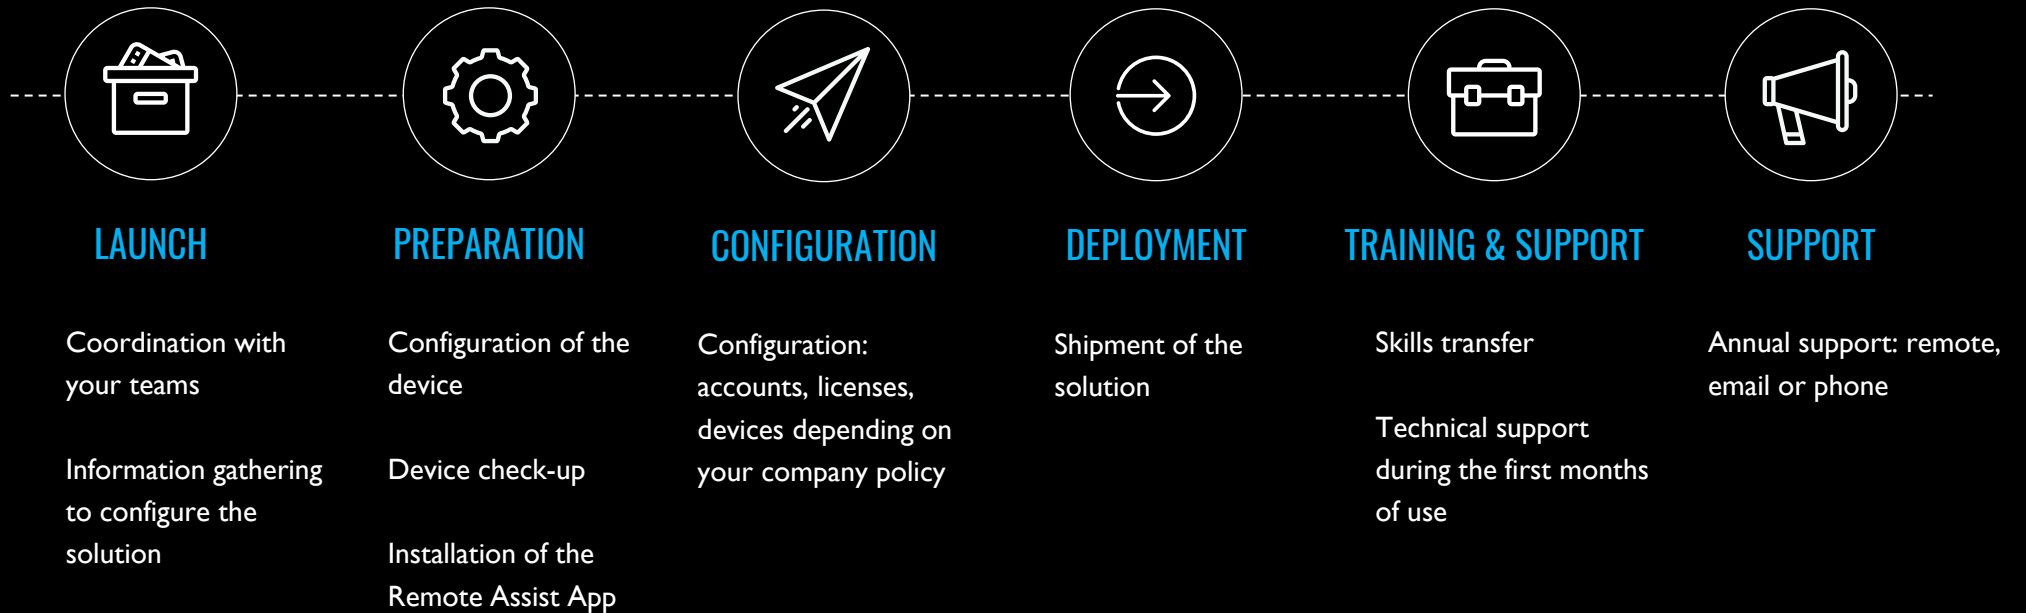 LAUNCH
Coordination with
your teams
Information gathering
to configure the
solution
PREPARATION
Configuration of the
device
Device check-up
Installation of the
Remote Assist App
CONFIGURATION
Configuration:
accounts, licenses,
devices depending on
your company policy
DEPLOYMENT
Shipment of the
solution
TRAINING & SUPPORT
Skills transfer
Technical support
during the first months
of use
SUPPORT
Annual support: remote,
email or phone